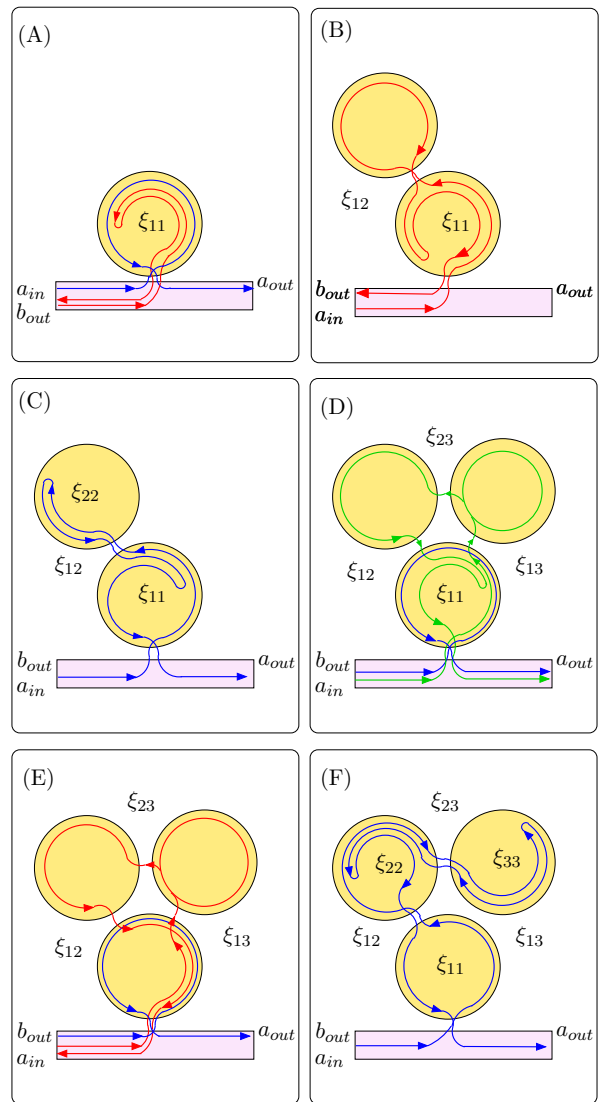 (A)
ξ11
a_in
a_out
b_out
(B)
ξ12
ξ11
b_out
a_out
a_in
(C)
ξ22
ξ12
ξ11
b_out
a_out
a_in
(D)
ξ23
ξ12
ξ13
ξ11
b_out
a_out
a_in
(E)
ξ23
ξ12
ξ13
b_out
a_out
a_in
(F)
ξ23
ξ22
ξ33
ξ12
ξ13
ξ11
b_out
a_out
a_in